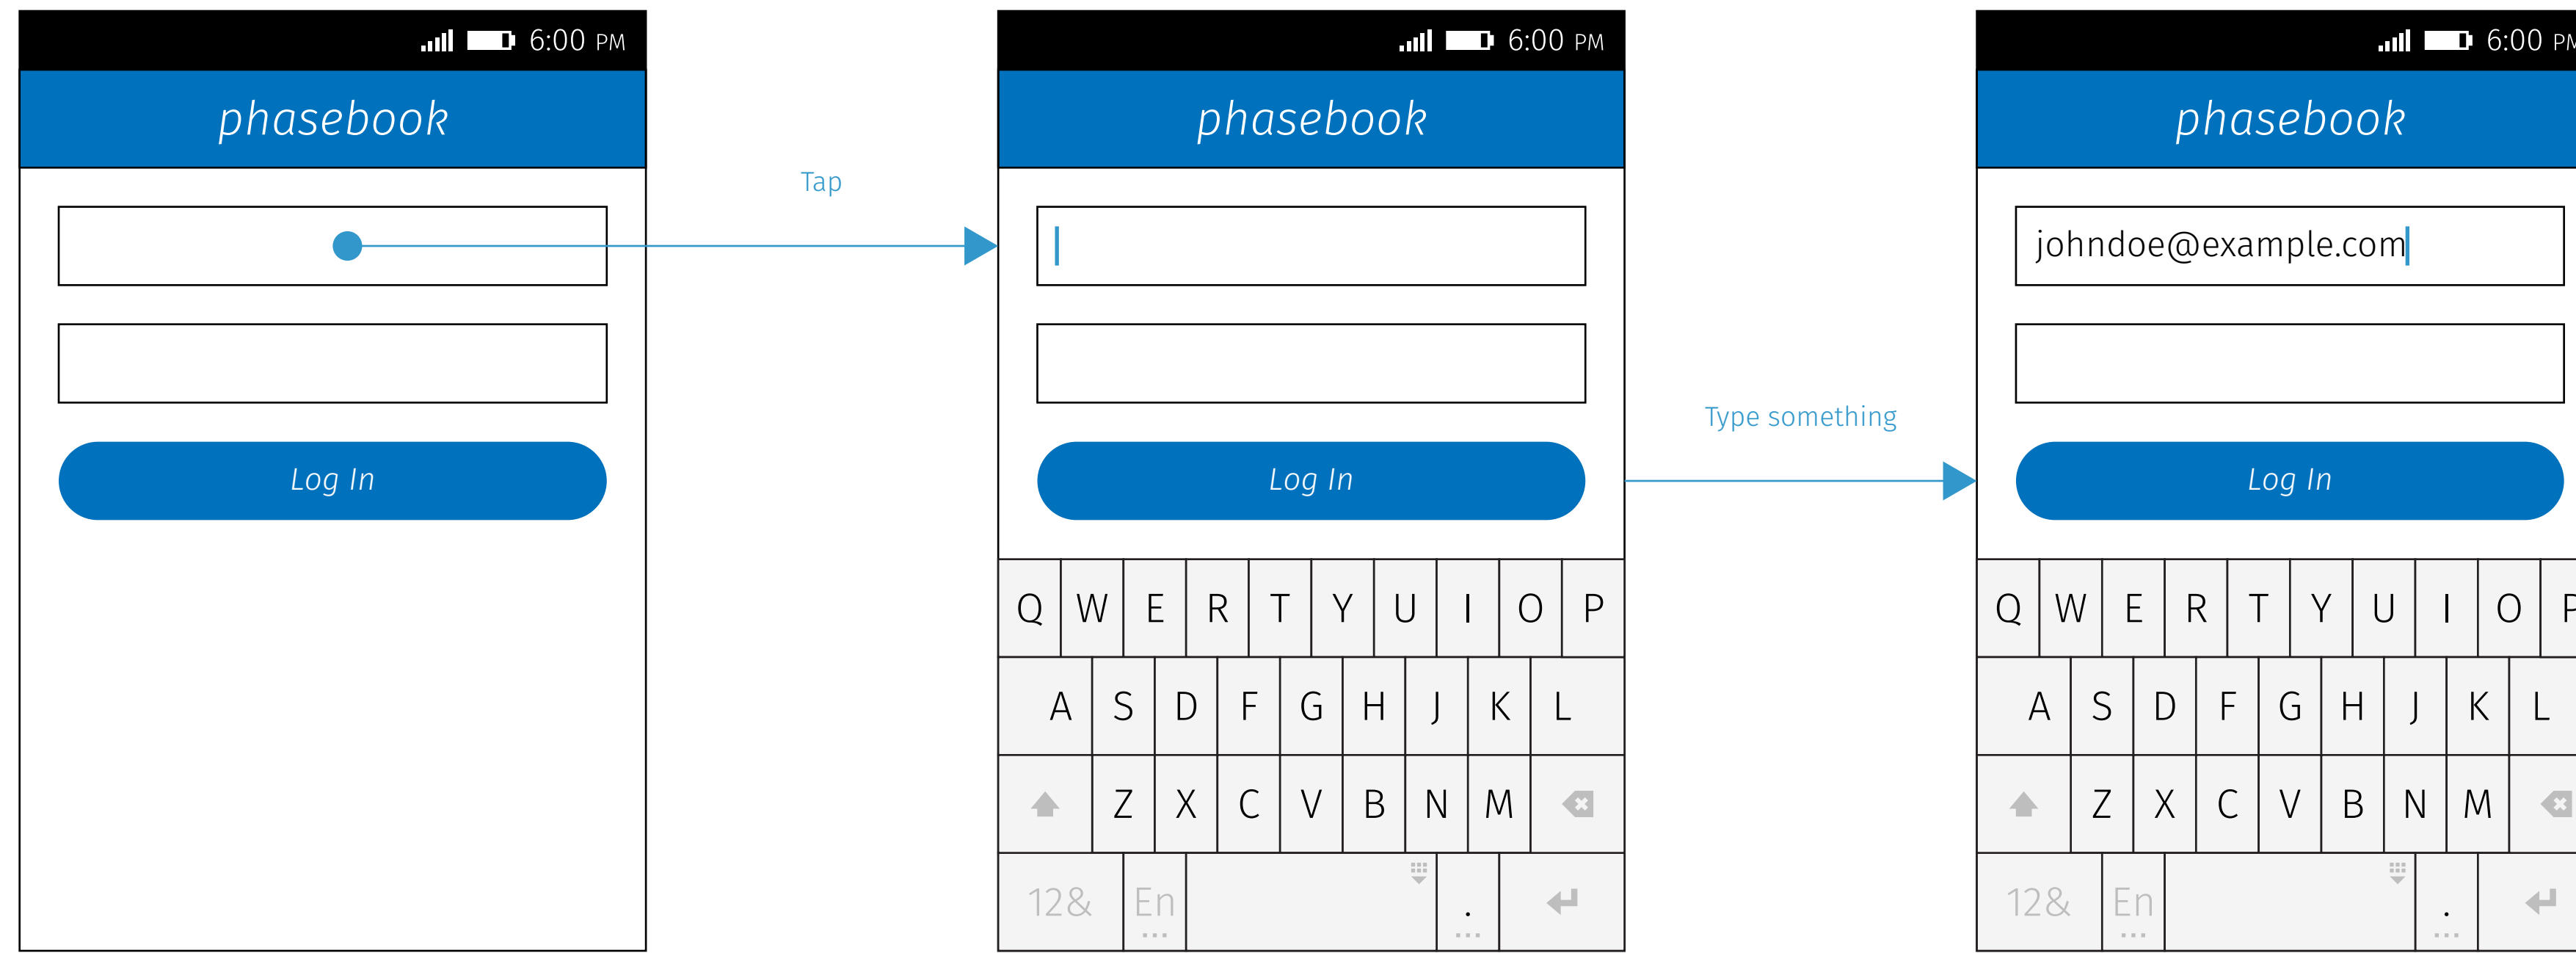 6:00 PM
phasebook
Log In
Tap
6:00 PM
phasebook
Log In
Q W E R T Y U I O P
A S D F G H J K L
Z X C V B N M
12& En .
Type something
6:00 PM
phasebook
johndoe@example.com
Log In
Q W E R T Y U I O P
A S D F G H J K L
Z X C V B N M
12& En .